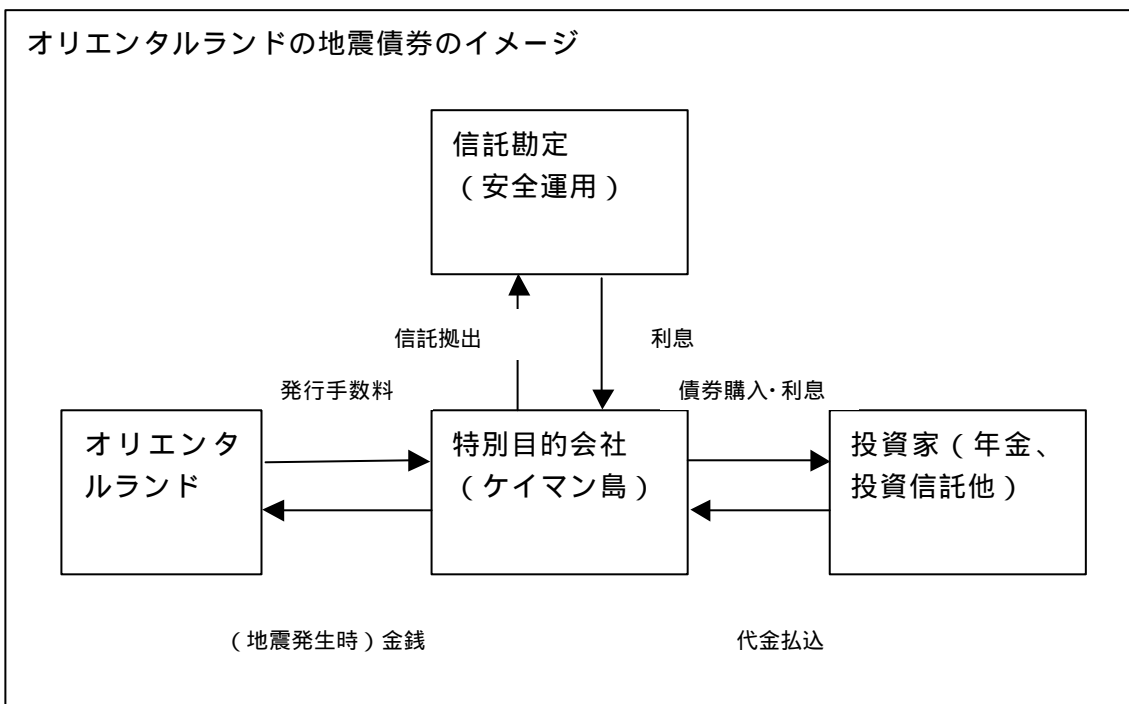 オリエンタルランドの地震債券のイメージ
信託勘定
（安全運用）
信託拠出
利息
発行手数料
債券購入・利息
オリエンタ
ルランド
特別目的会社
（ケイマン島）
投資家（年金、
投資信託他）
（地震発生時）金銭
代金払込